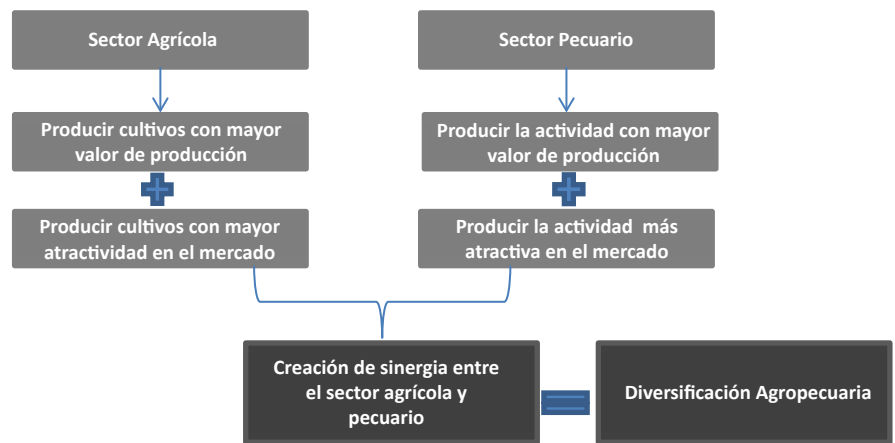 Sector Agrícola
Sector Pecuario
Producir cultivos con mayor
valor de producción
Producir la actividad con mayor
valor de producción
Producir cultivos con mayor
atractividad en el mercado
Producir la actividad más
atractiva en el mercado
Creación de sinergia entre
el sector agrícola y
pecuario
Diversificación Agropecuaria